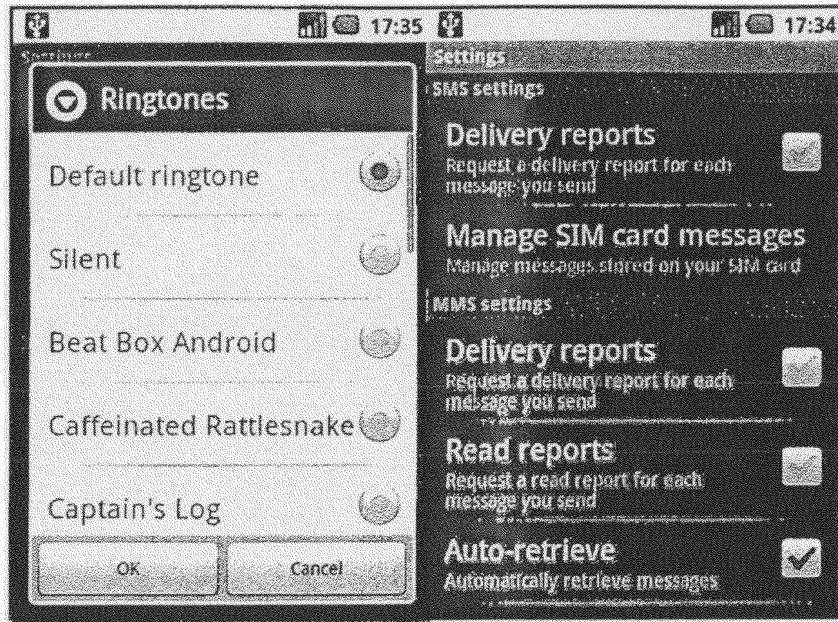 17:35
Settings
Ringtones
Default ringtone
Silent
Beat Box Android
Caffeinated Rattlesnake
Captain's Log
OK
Cancel
17:34
Settings
SMS settings
Delivery reports
Request a delivery report for each
message you send
Manage SIM card messages
Manage messages stored on your SIM card
MMS settings
Delivery reports
Request a delivery report for each
message you send
Read reports
Request a read report for each
message you send
Auto-retrieve
Automatically retrieve messages